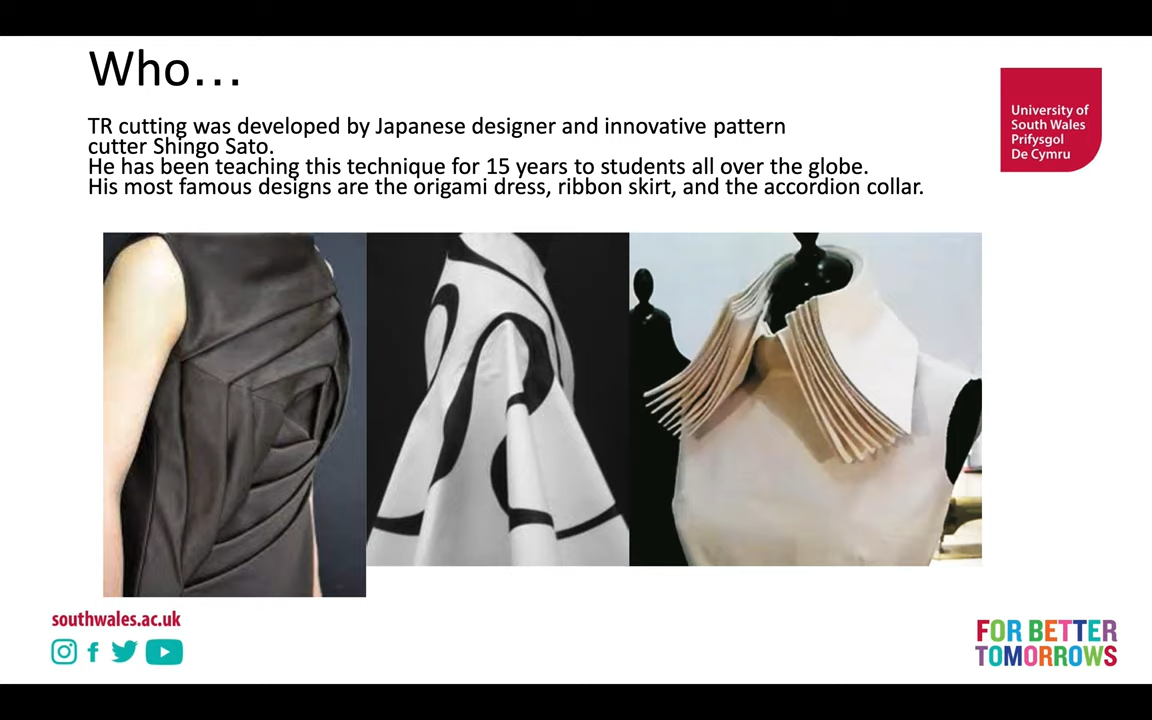 Who…
TR cutting was developed by Japanese designer and innovative pattern
cutter Shingo Sato.
He has been teaching this technique for 15 years to students all over the globe.
His most famous designs are the origami dress, ribbon skirt, and the accordion collar.
University of
South Wales
Prifysgol
De Cymru
southwales.ac.uk
FOR BETTER
TOMORROWS